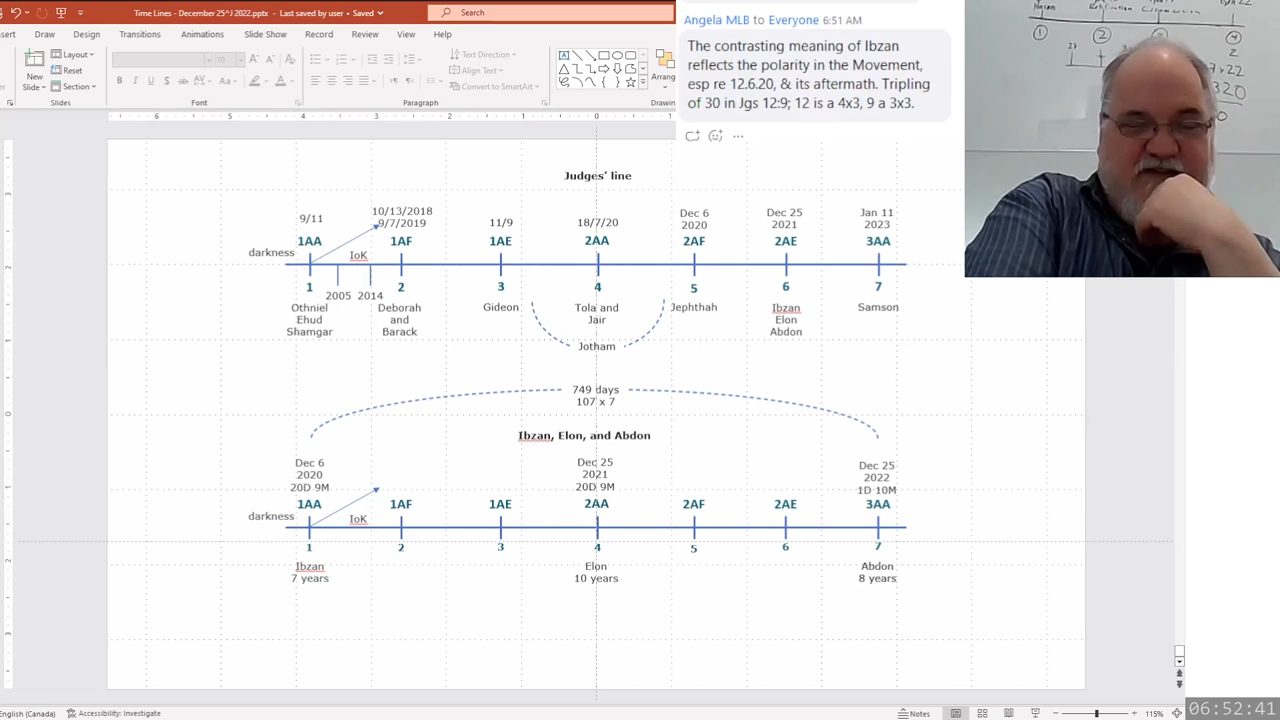 Time Lines - December 25^J 2022.pptx • Last saved by user • Saved
Search
Draw Design Transitions Animations Slide Show Record Review View Help
New
Slide
Layout
Reset
Section
Text Direction
Align Text
Convert to SmartArt
Arrange
Slides
Font
Paragraph
Angela MLB to Everyone 6:51 AM
The contrasting meaning of Ibzan
reflects the polarity in the Movement,
esp re 12.6.20, & its aftermath. Tripling
of 30 in Jgs 12:9; 12 is a 4x3, 9 a 3x3.
Judges’ line
9/11
10/13/2018
9/7/2019
11/9
18/7/20
Dec 6
2020
Dec 25
2021
Jan 11
2023
1AA 1AF 1AE 2AA 2AF 2AE 3AA
darkness
IoK
1 2 3 4 5 6 7
2005 2014
Othniel
Ehud
Shamgar
Deborah
and
Barack
Gideon
Tola and
Jair
Jephthah
Ibzan
Elon
Abdon
Samson
Jotham
749 days
107 x 7
Ibzan, Elon, and Abdon
Dec 6
2020
20D 9M
Dec 25
2021
20D 9M
Dec 25
2022
1D 10M
1AA 1AF 1AE 2AA 2AF 2AE 3AA
darkness
IoK
1 2 3 4 5 6 7
Ibzan
7 years
Elon
10 years
Abdon
8 years
English (Canada)
Accessibility: Investigate
Notes
115%
06:52:41